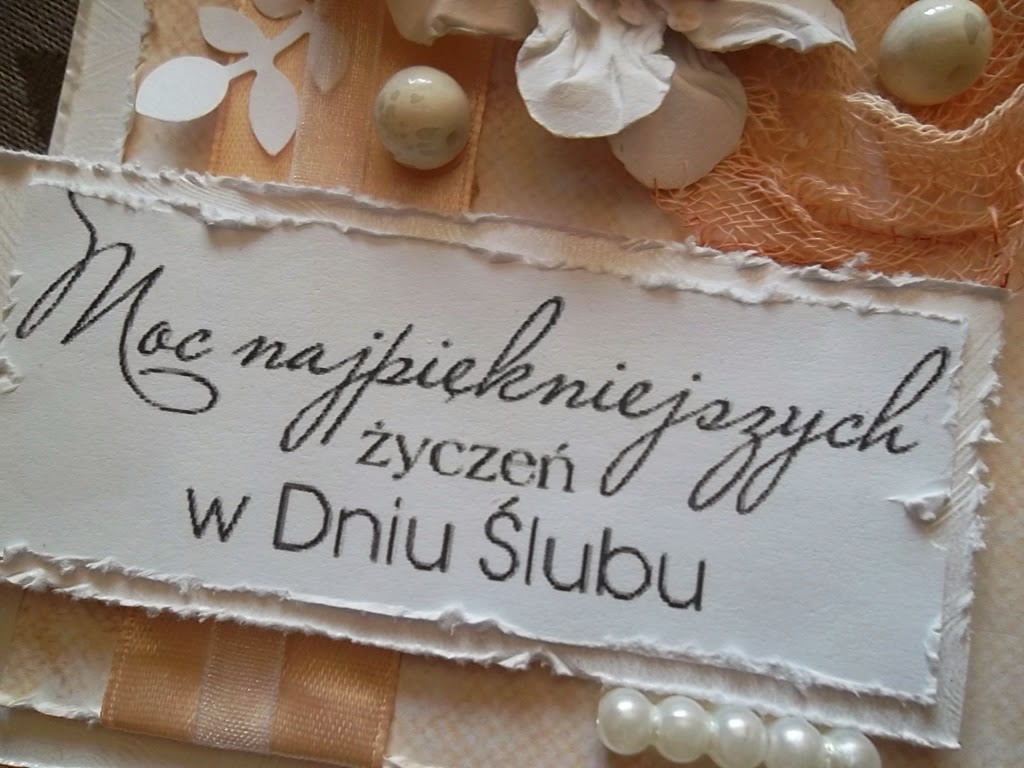 Moc najpiękniejszych
życzeń
w Dniu Ślubu